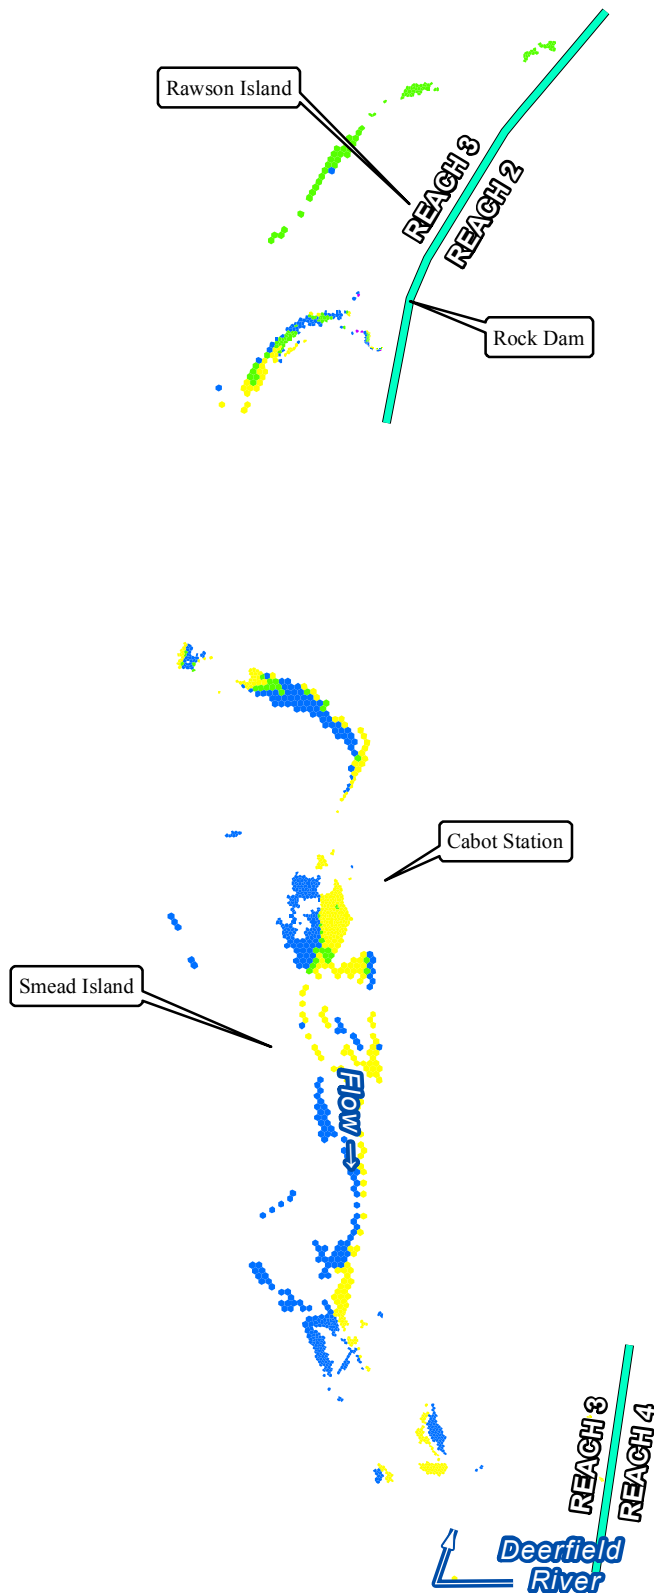 Rawson Island
REACH 3
REACH 2
Rock Dam
Cabot Station
Smead Island
Flow
REACH 3
REACH 4
Deerfield
River